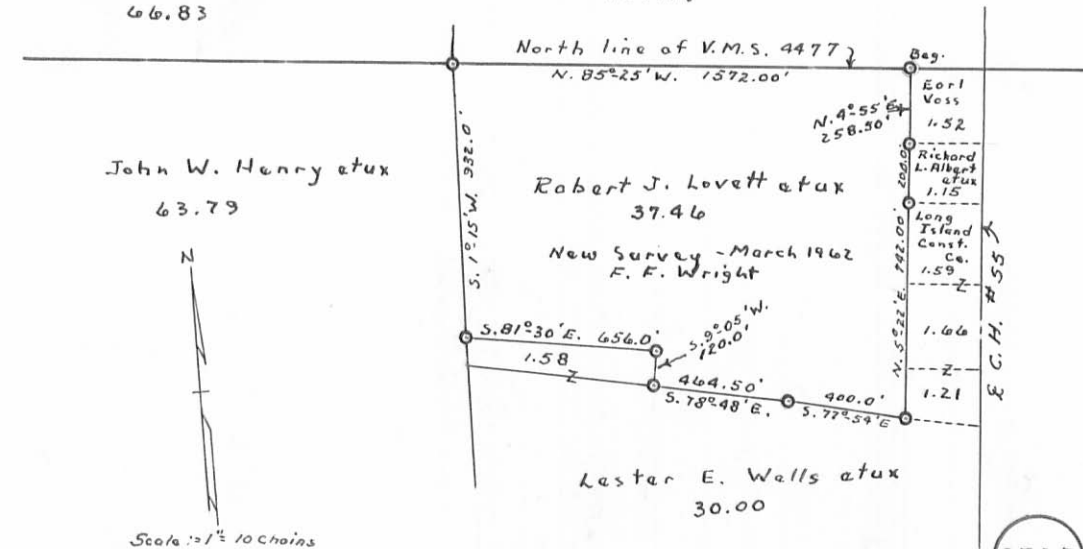 66.83
North line of V.M.S. 4477
N. 85°-25' W. 1572.00'
Beg.
Earl
Voss
1.52
N. 4°-55' E.
258.50'
Richard
L. Albert
etux
1.15
200.0'
Long
Island
Const.
Co.
1.59
Z
1.66
Z
1.21
₵ C. H. # 55
N. 5°-22' E. 742.00'
John W. Henry etux
63.79
S. 1°-15' W. 932.0'
Robert J. Lovett etux
37.46
New Survey - March 1962
F. F. Wright
S. 81°-30' E. 656.0'
S. 9°-05' W.
120.0'
1.58
Z
464.50'
S. 78°-48' E.
400.0'
S. 77°-54' E
Lester E. Walls etux
30.00
N
Scale :- 1" = 10 Chains